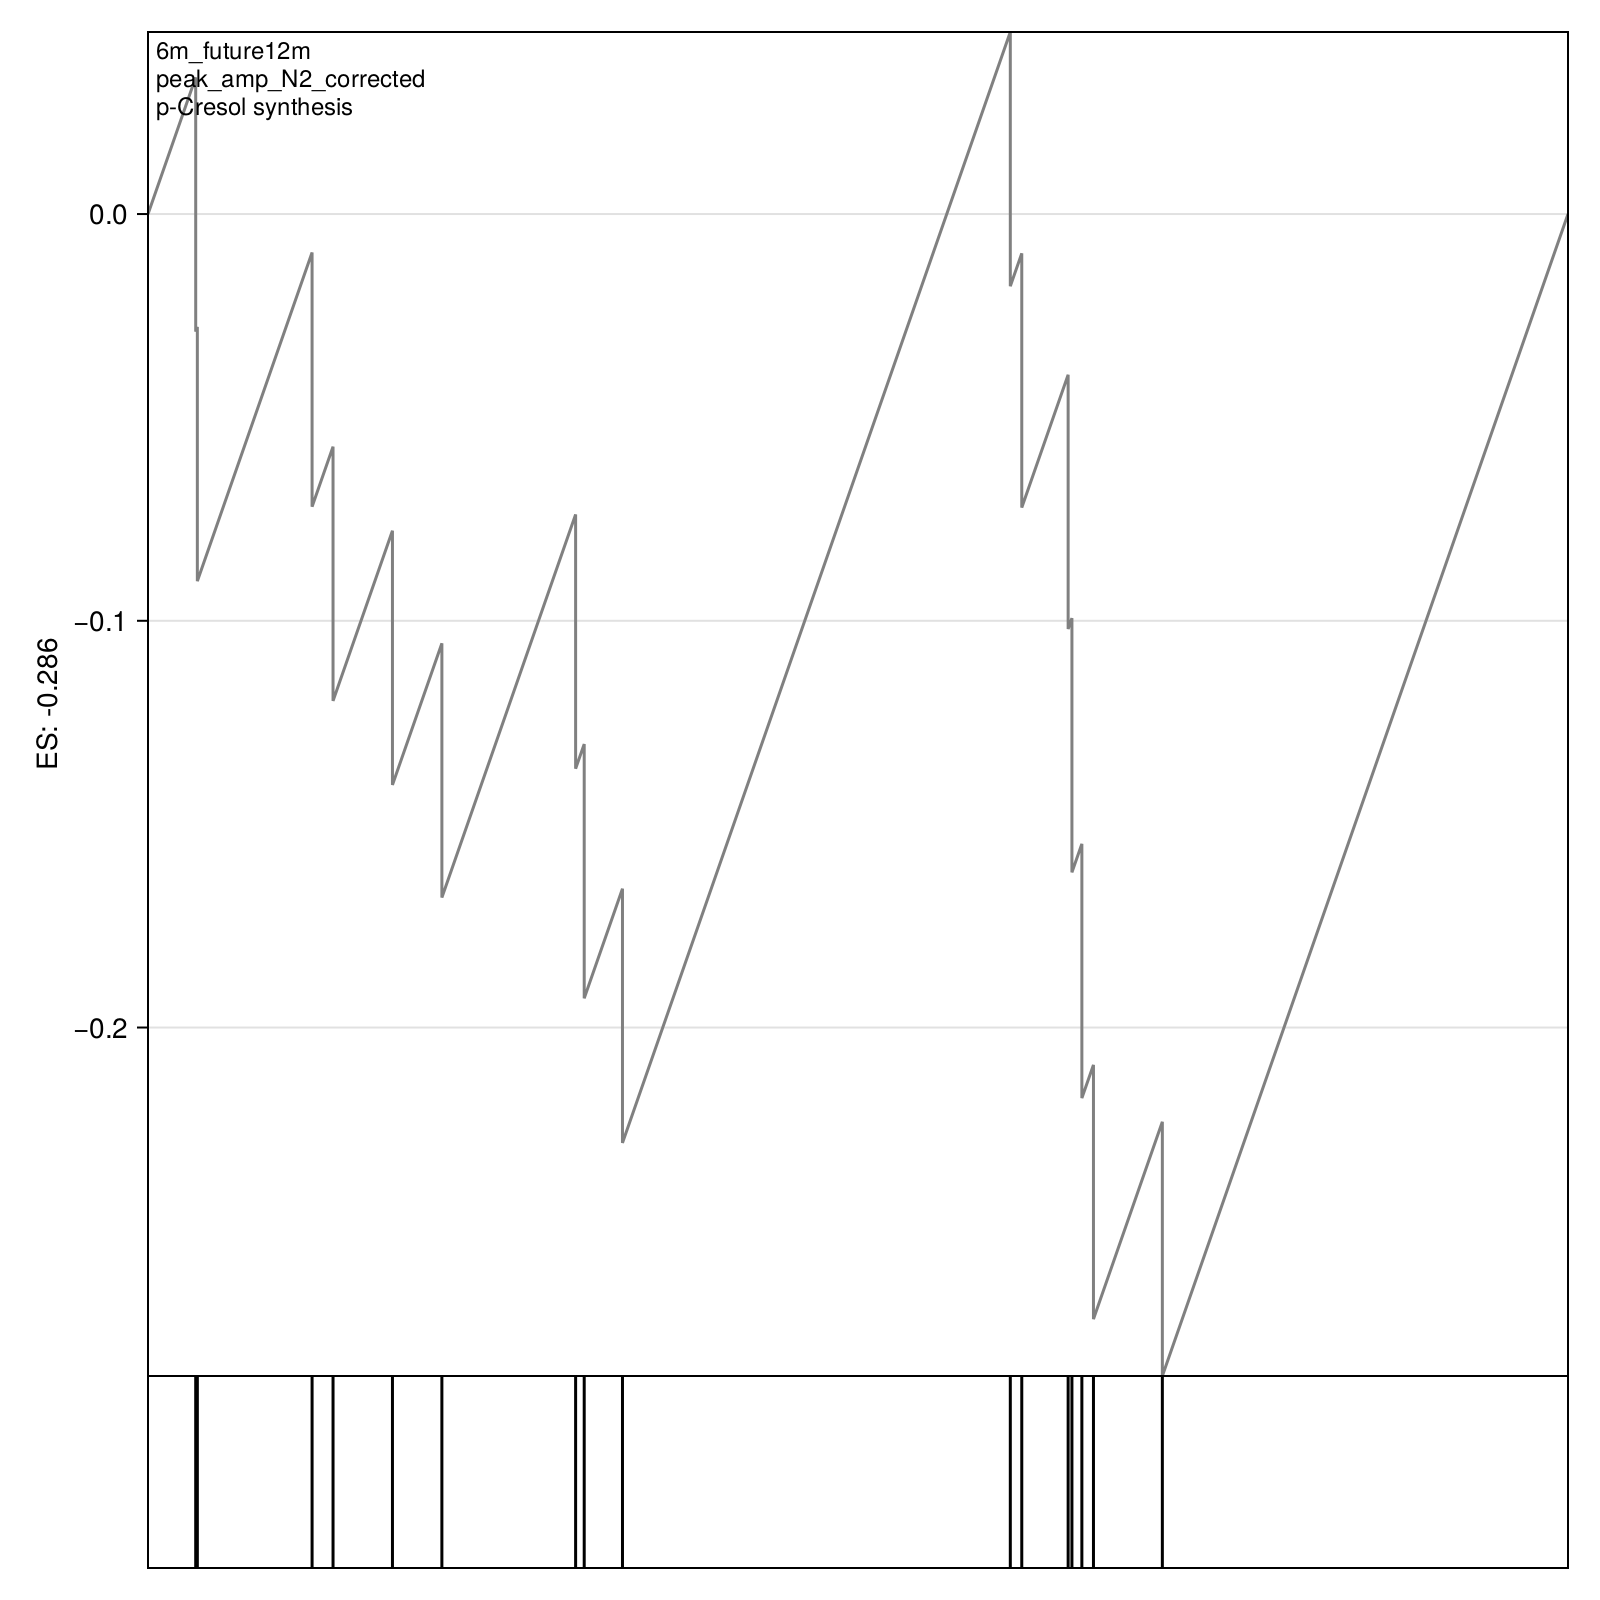 6m_future12m
peak_amp_N2_corrected
p-Cresol synthesis
0.0
−0.1
−0.2
ES: -0.286